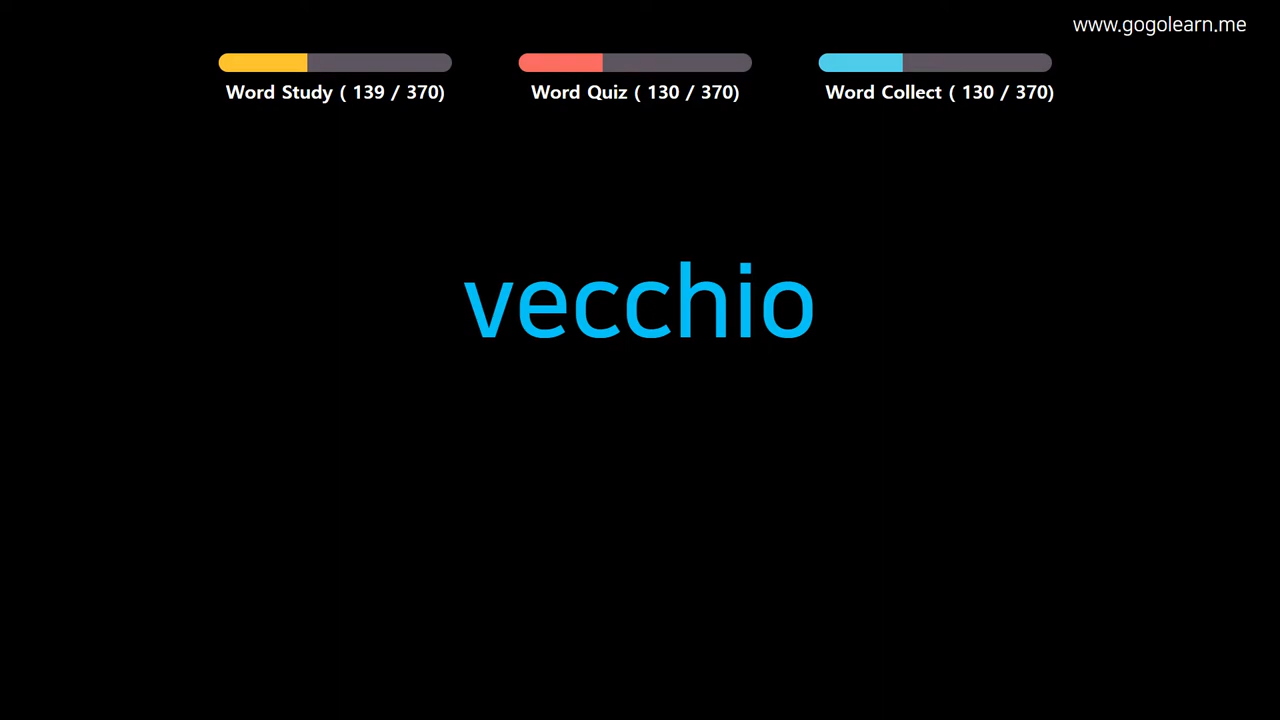 www.gogolearn.me
Word Study ( 139 / 370)
Word Quiz ( 130 / 370)
Word Collect ( 130 / 370)
vecchio